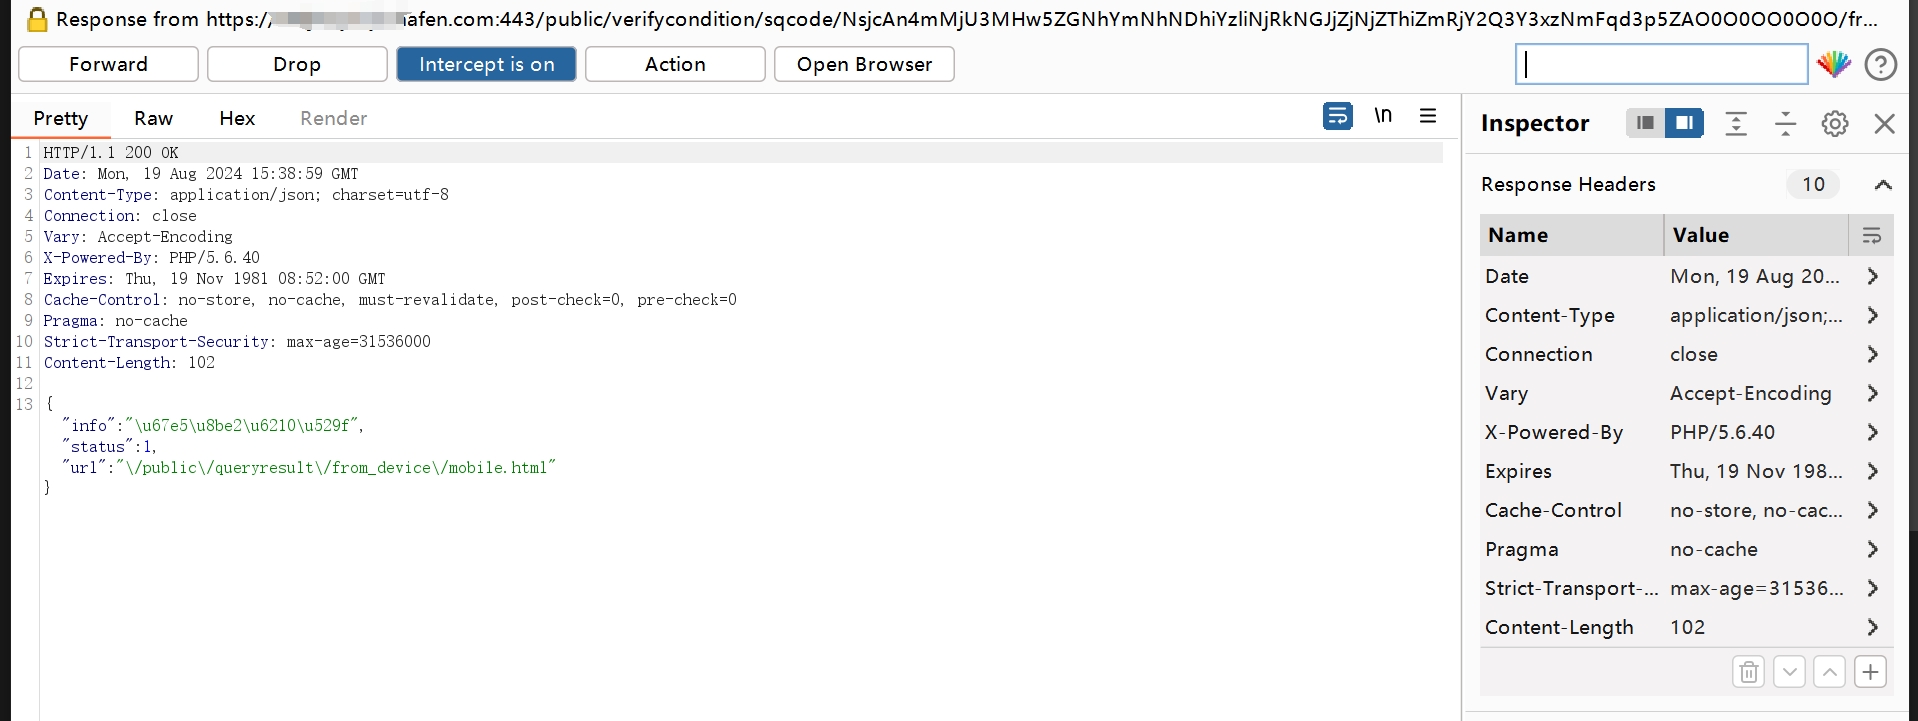 Response from https:/ afen.com:443/public/verifycondition/sqcode/NsjcAn4mMjU3MHw5ZGNhYmNhNDhiYzliNjRkNGJjZjNjZThiZmRjY2Q3Y3xzNmFqd3p5ZAO0O0OO0O0O/fr...
Forward Drop Intercept is on Action Open Browser ?
Pretty Raw Hex Render \n
Inspector
1 HTTP/1.1 200 OK
2 Date: Mon, 19 Aug 2024 15:38:59 GMT
3 Content-Type: application/json; charset=utf-8
4 Connection: close
5 Vary: Accept-Encoding
6 X-Powered-By: PHP/5.6.40
7 Expires: Thu, 19 Nov 1981 08:52:00 GMT
8 Cache-Control: no-store, no-cache, must-revalidate, post-check=0, pre-check=0
9 Pragma: no-cache
10 Strict-Transport-Security: max-age=31536000
11 Content-Length: 102
12
13 {
"info":"\u67e5\u8be2\u6210\u529f",
"status":1,
"url":"\/public\/queryresult\/from_device\/mobile.html"
}
Response Headers 10
Name Value
Date Mon, 19 Aug 20...
Content-Type application/json;...
Connection close
Vary Accept-Encoding
X-Powered-By PHP/5.6.40
Expires Thu, 19 Nov 198...
Cache-Control no-store, no-cac...
Pragma no-cache
Strict-Transport-... max-age=31536...
Content-Length 102